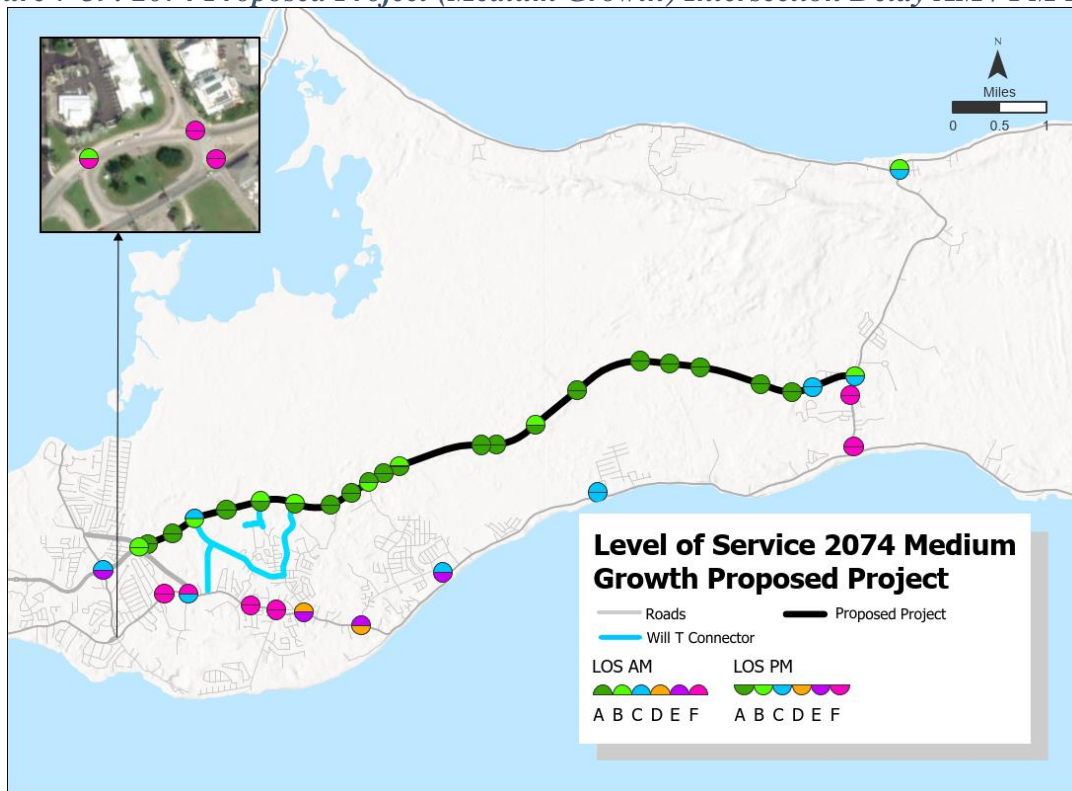 N
Miles
0 0.5 1
Level of Service 2074 Medium
Growth Proposed Project
Roads Proposed Project
Will T Connector
LOS AM LOS PM
A B C D E F A B C D E F